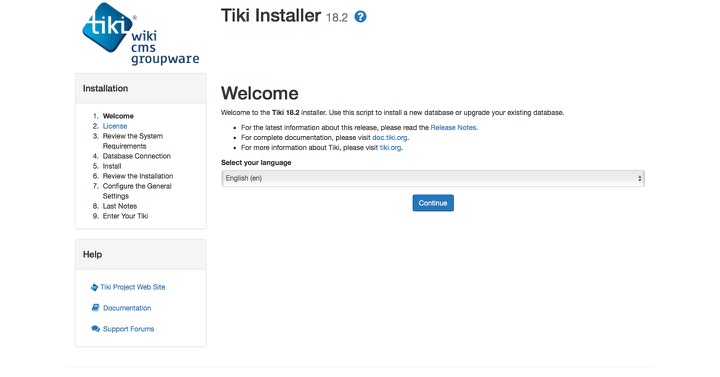 tiki®
wiki
cms
groupware
Tiki Installer 18.2 ?
Installation
1. Welcome
2. License
3. Review the System
Requirements
4. Database Connection
5. Install
6. Review the Installation
7. Configure the General
Settings
8. Last Notes
9. Enter Your Tiki
Help
Tiki Project Web Site
Documentation
Support Forums
Welcome
Welcome to the Tiki 18.2 installer. Use this script to install a new database or upgrade your existing database.
• For the latest information about this release, please read the Release Notes.
• For complete documentation, please visit doc.tiki.org.
• For more information about Tiki, please visit tiki.org.
Select your language
English (en)
Continue